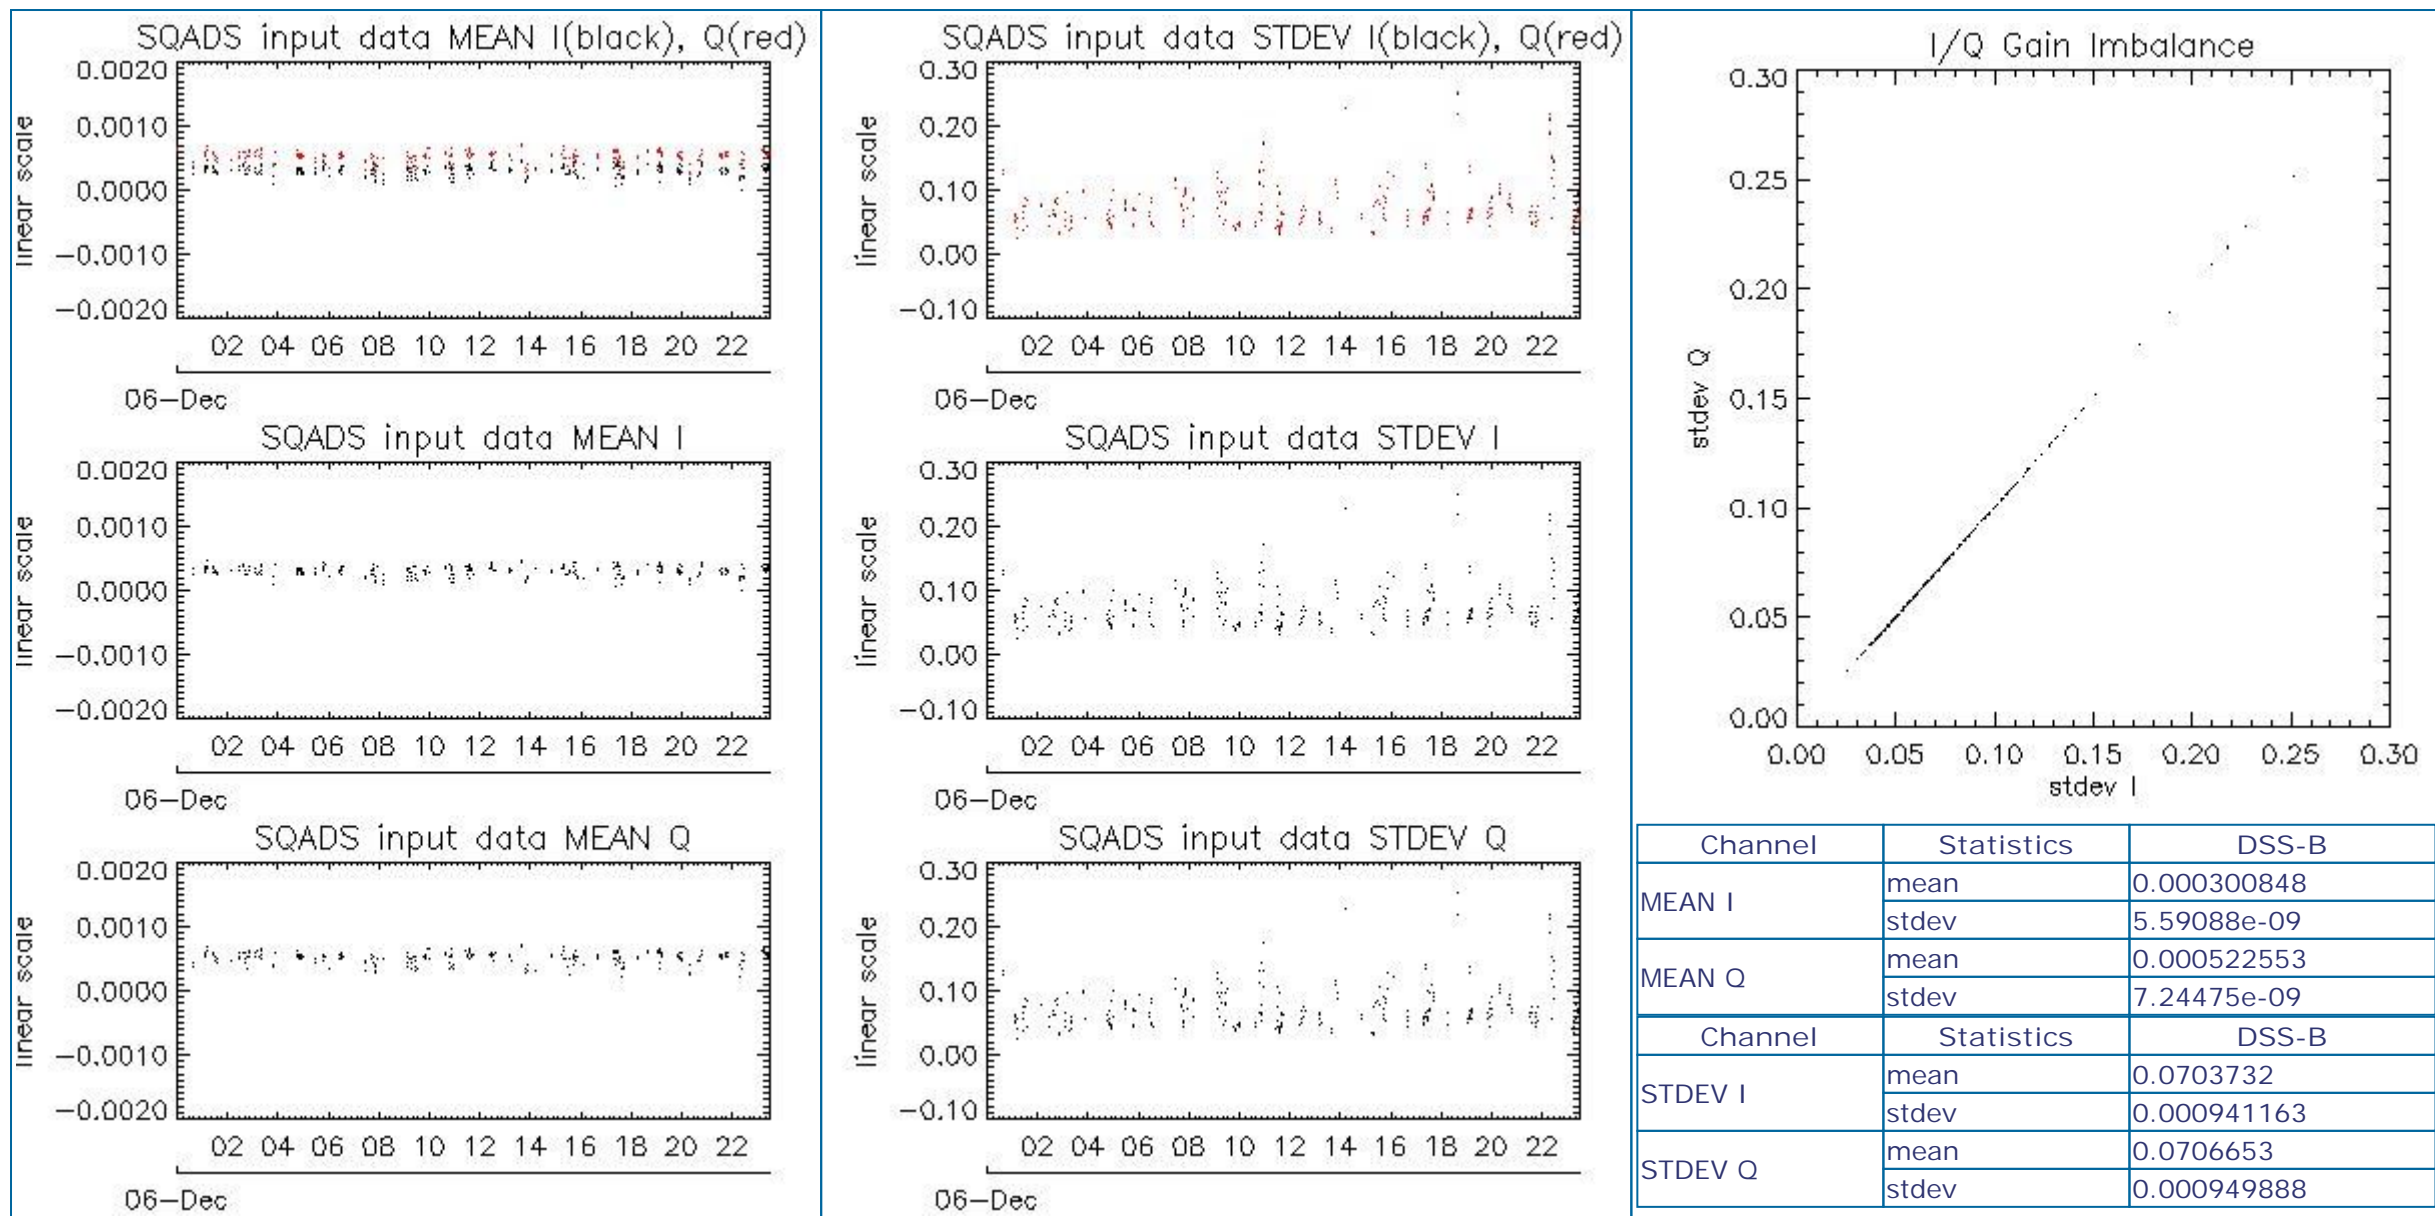 SQADS input data MEAN I(black), Q(red)
linear scale
0.0020
0.0010
0.0000
−0.0010
−0.0020
02 04 06 08 10 12 14 16 18 20 22
06−Dec
SQADS input data MEAN I
linear scale
0.0020
0.0010
0.0000
−0.0010
−0.0020
02 04 06 08 10 12 14 16 18 20 22
06−Dec
SQADS input data MEAN Q
linear scale
0.0020
0.0010
0.0000
−0.0010
−0.0020
02 04 06 08 10 12 14 16 18 20 22
06−Dec
SQADS input data STDEV I(black), Q(red)
linear scale
0.30
0.20
0.10
0.00
−0.10
02 04 06 08 10 12 14 16 18 20 22
06−Dec
SQADS input data STDEV I
linear scale
0.30
0.20
0.10
0.00
−0.10
02 04 06 08 10 12 14 16 18 20 22
06−Dec
SQADS input data STDEV Q
linear scale
0.30
0.20
0.10
0.00
−0.10
02 04 06 08 10 12 14 16 18 20 22
06−Dec
I/Q Gain Imbalance
stdev Q
0.30
0.25
0.20
0.15
0.10
0.05
0.00
0.00 0.05 0.10 0.15 0.20 0.25 0.30
stdev I
Channel Statistics DSS-B
MEAN I mean 0.000300848
stdev 5.59088e-09
MEAN Q mean 0.000522553
stdev 7.24475e-09
Channel Statistics DSS-B
STDEV I mean 0.0703732
stdev 0.000941163
STDEV Q mean 0.0706653
stdev 0.000949888